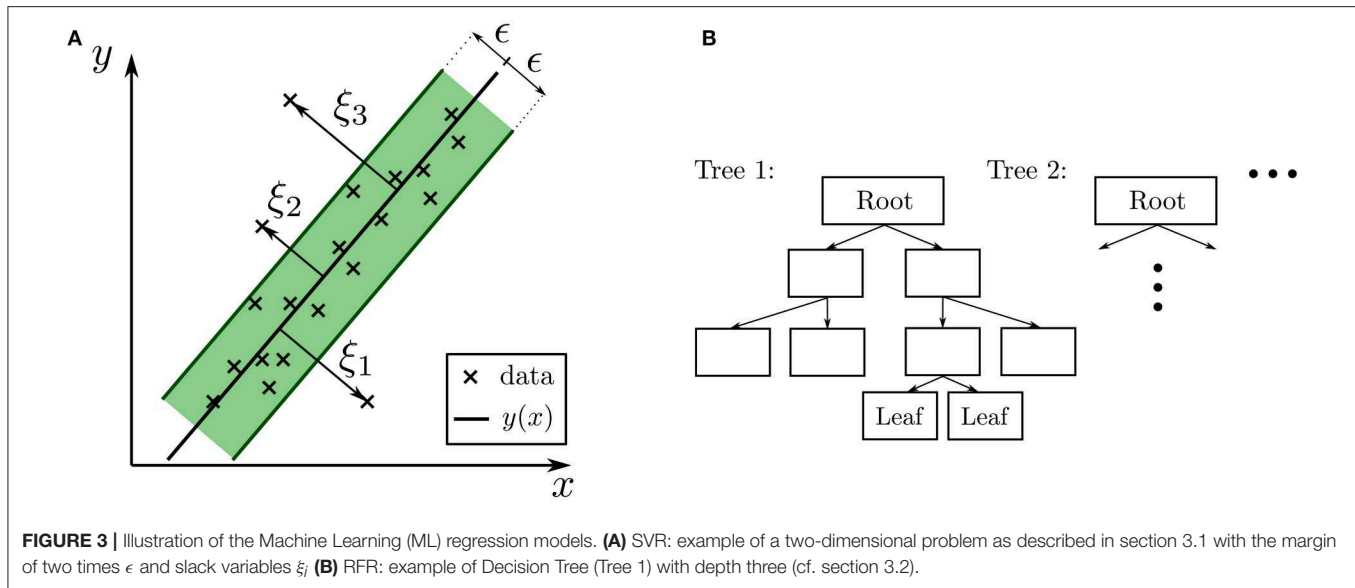 A
y
ϵ
ϵ
ξ3
ξ2
ξ1
× data
y(x)
x
B
Tree 1:
Root
Leaf
Leaf
Tree 2:
Root
FIGURE 3 | Illustration of the Machine Learning (ML) regression models. (A) SVR: example of a two-dimensional problem as described in section 3.1 with the margin
of two times ϵ and slack variables ξi (B) RFR: example of Decision Tree (Tree 1) with depth three (cf. section 3.2).